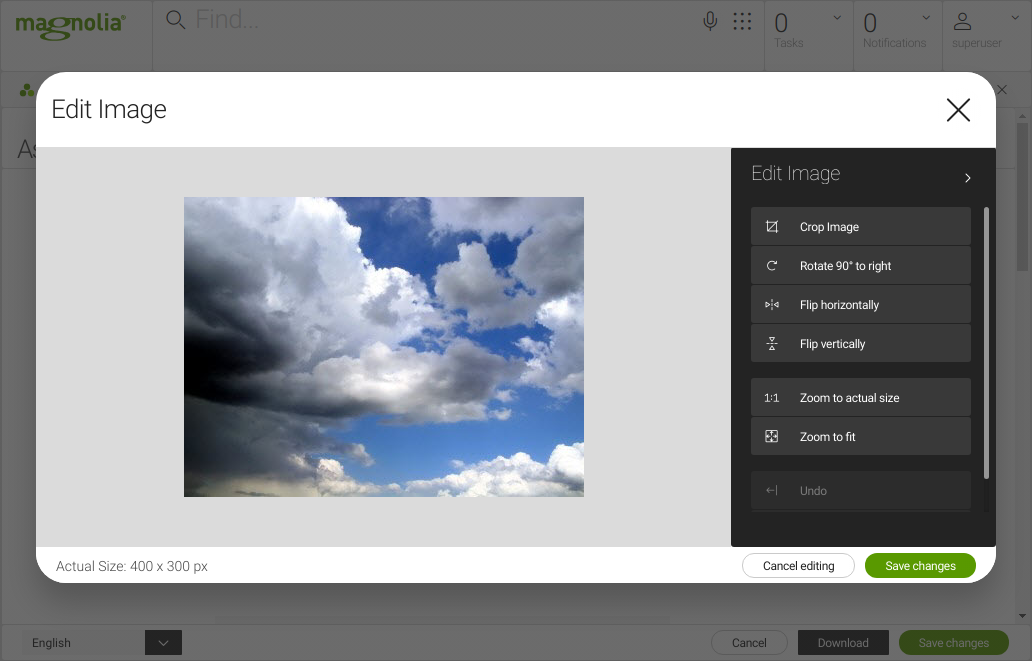 magnolia®
Find...
0
Tasks
0
Notifications
superuser
As
Edit Image
Edit Image
Crop Image
Rotate 90° to right
Flip horizontally
Flip vertically
1:1 Zoom to actual size
Zoom to fit
Undo
Actual Size: 400 x 300 px
Cancel editing
Save changes
English
Cancel
Download
Save changes